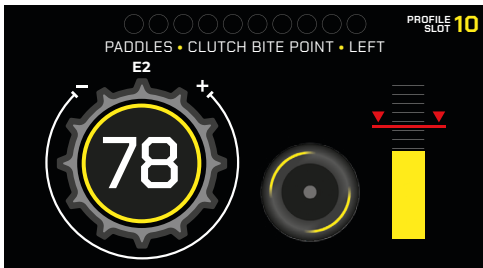 PROFILE
SLOT 10
PADDLES • CLUTCH BITE POINT • LEFT
E2
- +
78